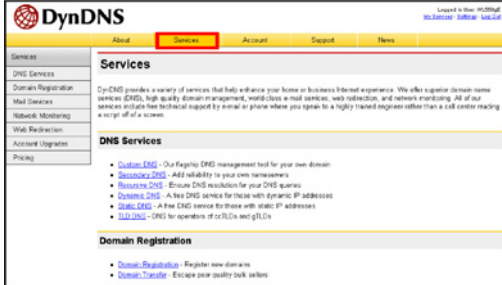 DynDNS
Logged In User:
My Services - Settings - Log Out
About Services Account Support News
Services
DNS Services
Domain Registration
Mail Services
Network Monitoring
Web Redirection
Account Upgrades
Pricing
Services
DynDNS provides a variety of services that help enhance your home or business Internet experience. We offer superior domain name
services (DNS), high quality domain management, world-class e-mail services, web redirection, and network monitoring. All of our
services include free technical support by e-mail or phone where you speak to a highly trained engineer rather than a call center reading
a script off of a screen.
DNS Services
Custom DNS - Our flagship DNS management tool for your own domain
Secondary DNS - Add reliability to your own nameservers
Recursive DNS - Ensure DNS resolution for your DNS queries
Dynamic DNS - A free DNS service for those with dynamic IP addresses
Static DNS - A free DNS service for those with static IP addresses
TLD DNS - DNS for operators of ccTLDs and gTLDs
Domain Registration
Domain Registration - Register new domains
Domain Transfer - Escape poor quality bulk sellers